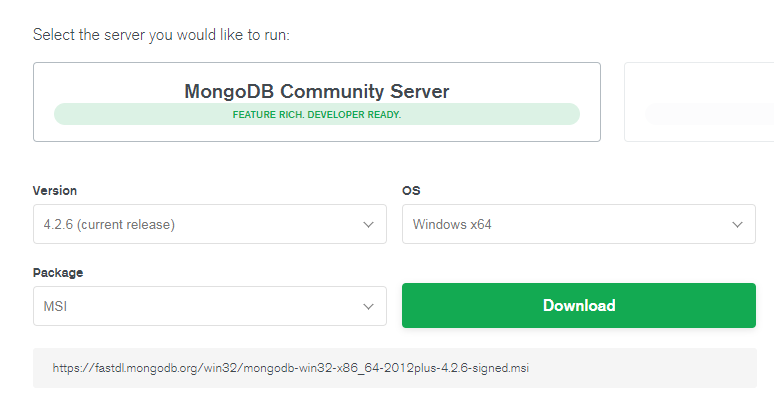 Select the server you would like to run:
MongoDB Community Server
FEATURE RICH. DEVELOPER READY.
Version
OS
4.2.6 (current release)
Windows x64
Package
MSI
Download
https://fastdl.mongodb.org/win32/mongodb-win32-x86_64-2012plus-4.2.6-signed.msi